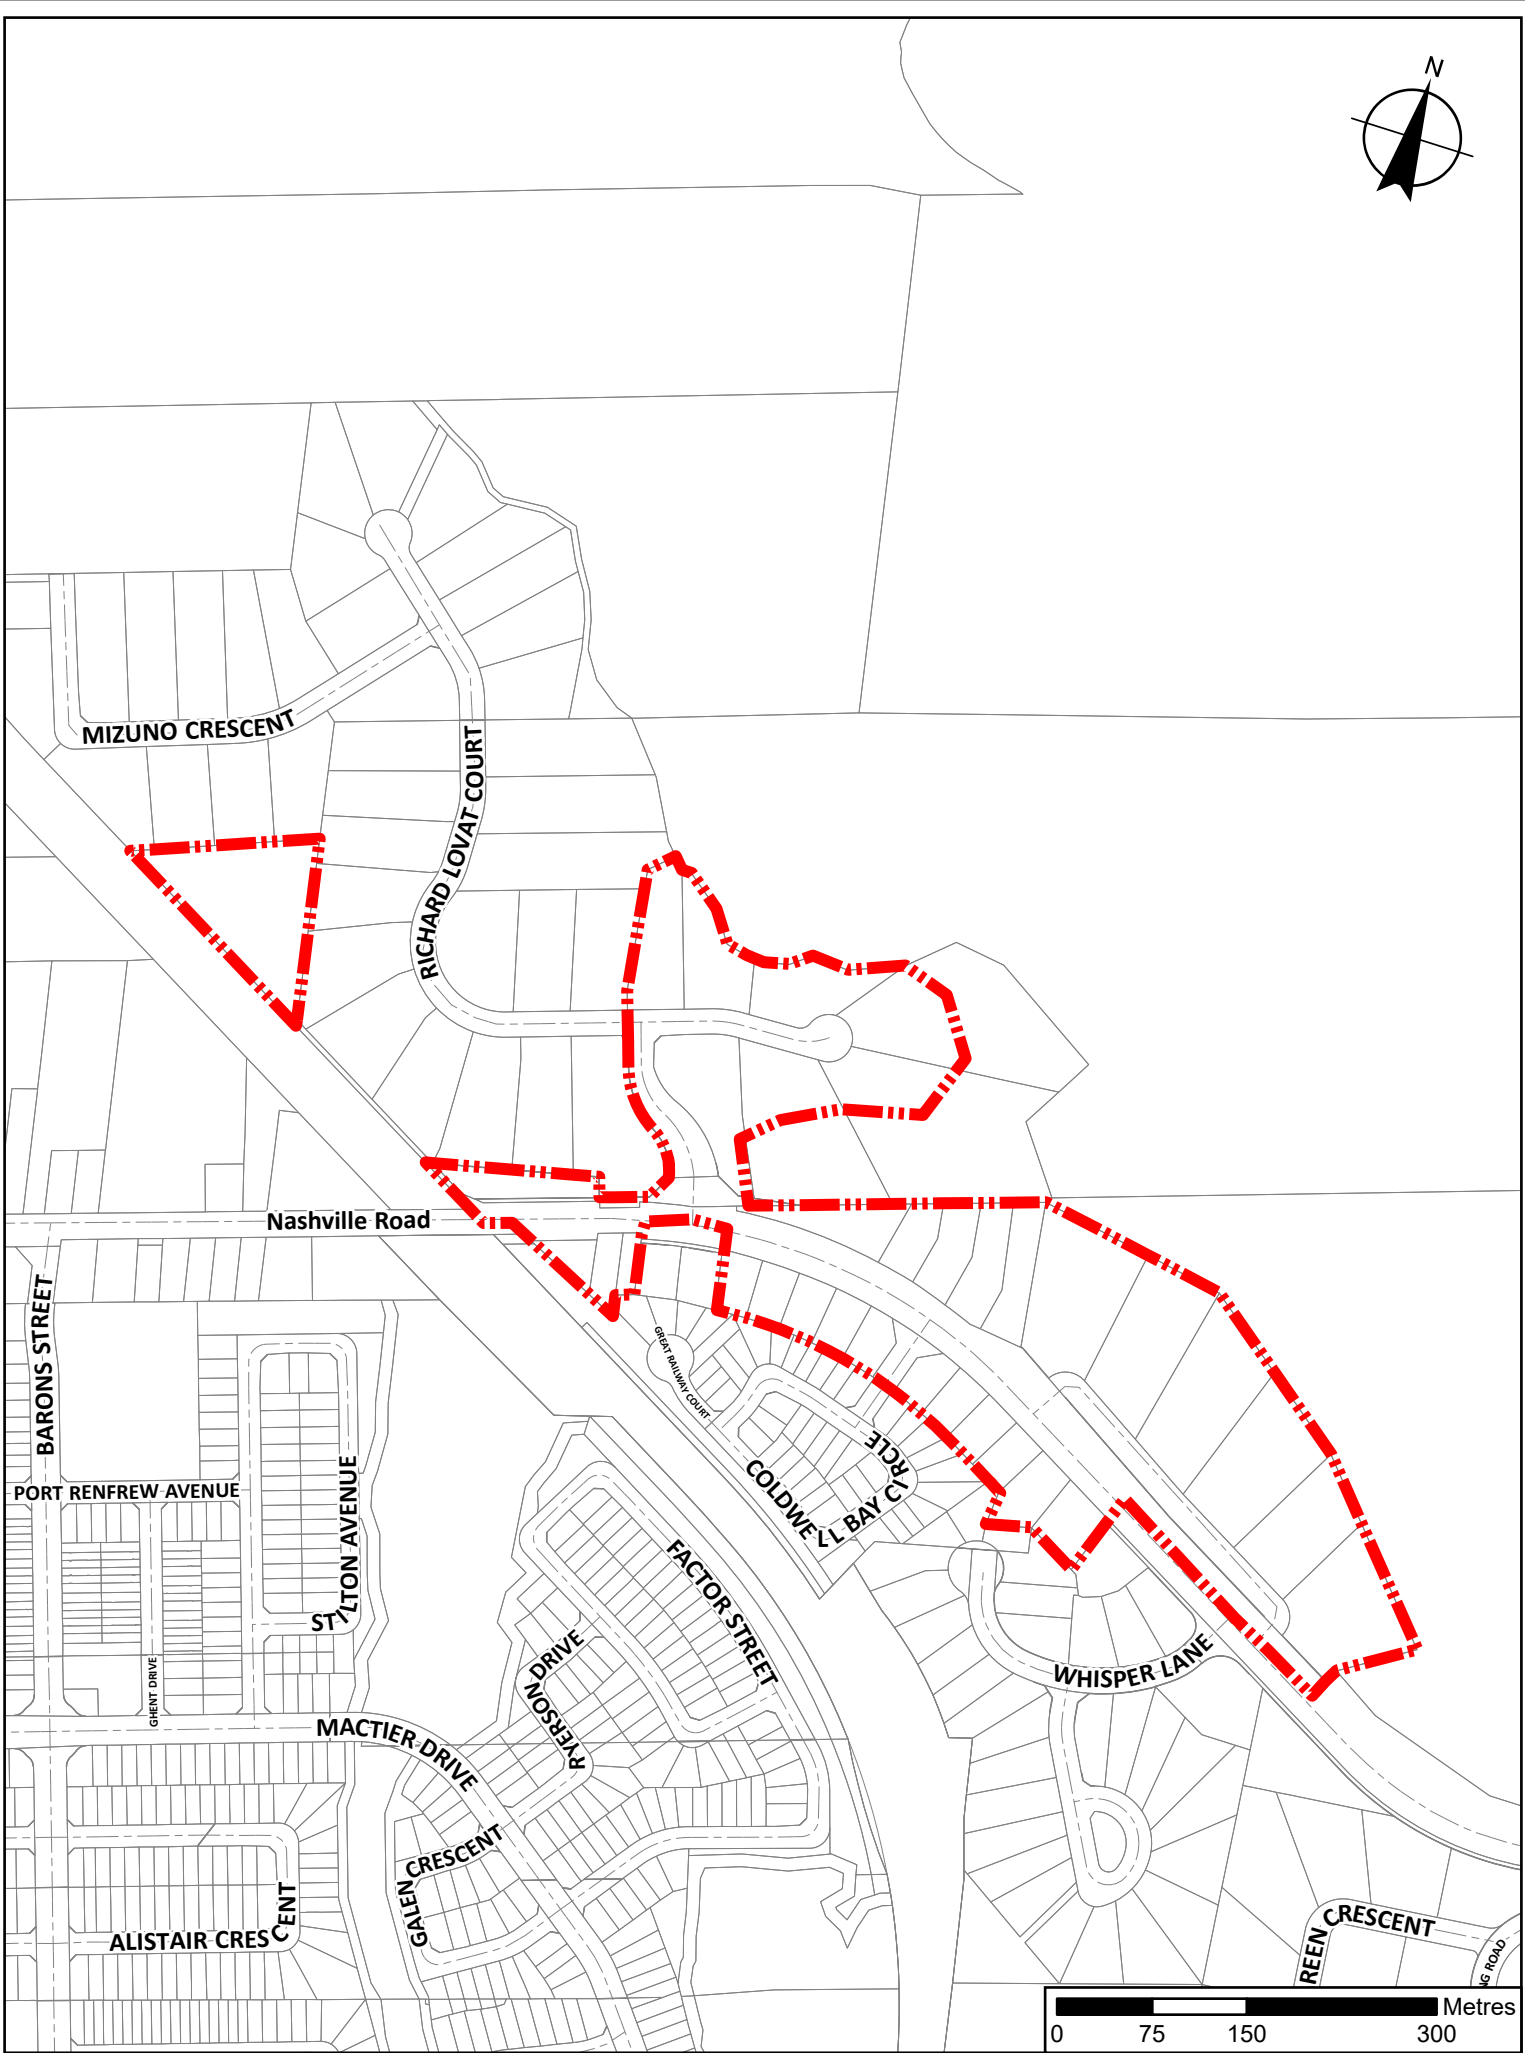 N
MIZUNO CRESCENT
RICHARD LOVAT COURT
Nashville Road
BARONS STREET
GREAT RAILWAY COURT
COLDWELL BAY CIRCLE
PORT RENFREW AVENUE
STILTON AVENUE
FACTOR STREET
GHENT DRIVE
RYERSON DRIVE
WHISPER LANE
MACTIER DRIVE
GALEN CRESCENT
ALISTAIR CRESCENT
REEN CRESCENT
NG ROAD
Metres
0 75 150 300